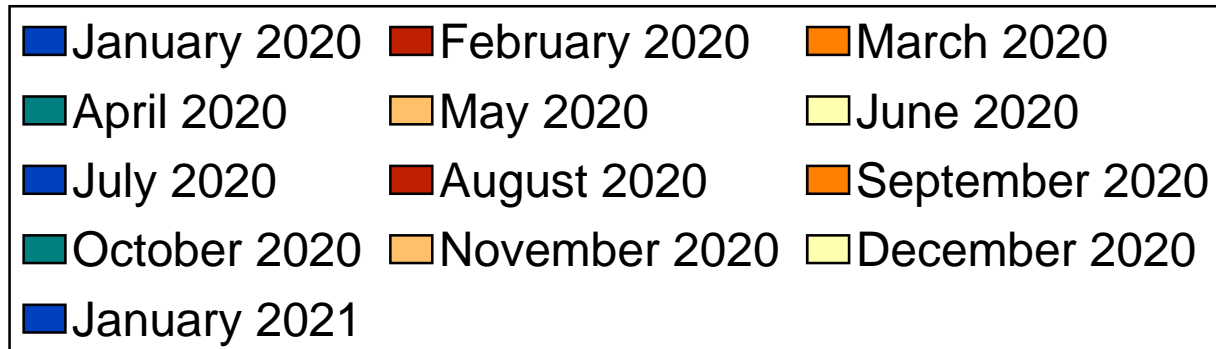 January 2020 February 2020 March 2020
April 2020 May 2020 June 2020
July 2020 August 2020 September 2020
October 2020 November 2020 December 2020
January 2021